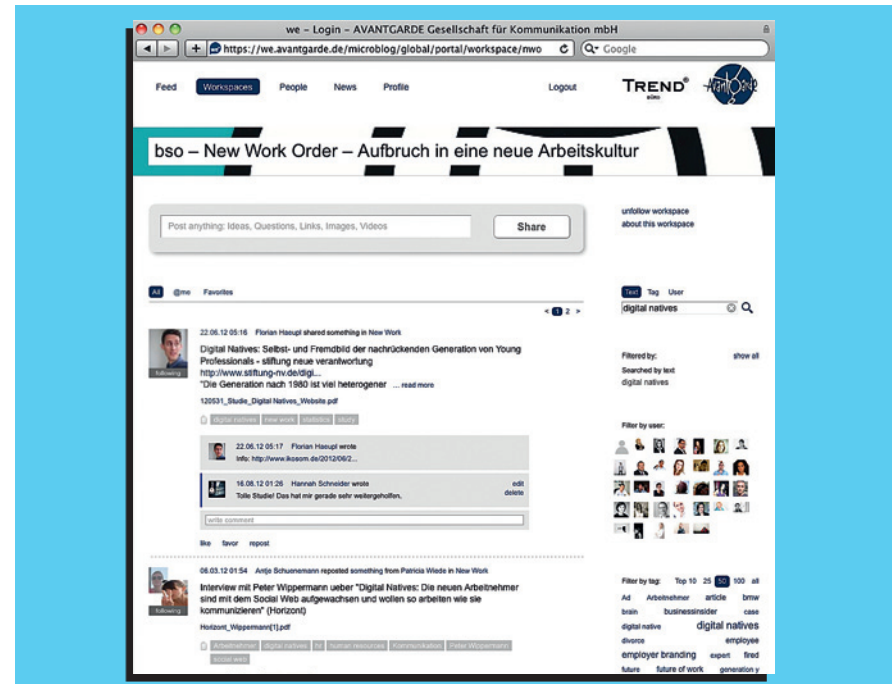 we – Login – AVANTGARDE Gesellschaft für Kommunikation mbH
https://we.avantgarde.de/microblog/global/portal/workspace/nwo
Google
Feed Workspaces People News Profile Logout
TREND®
BÜRO
AvantGarde
bso – New Work Order – Aufbruch in eine neue Arbeitskultur
Post anything: Ideas, Questions, Links, Images, Videos
Share
unfollow workspace
about this workspace
All @me Favorites
< 1 2 >
22.06.12 05:16 Florian Haeupl shared something in New Work
Digital Natives: Selbst- und Fremdbild der nachrückenden Generation von Young
Professionals - stiftung neue verantwortung
http://www.stiftung-nv.de/digi...
"Die Generation nach 1980 ist viel heterogener ... read more
120531_Studie_Digital Natives_Website.pdf
following
digital natives new work statistics study
22.06.12 05:17 Florian Haeupl wrote
Info: http://www.ikosom.de/2012/06/2...
16.08.12 01:26 Hannah Schneider wrote
Tolle Studie! Das hat mir gerade sehr weitergeholfen.
edit
delete
write comment
like favor repost
06.03.12 01:54 Antje Schuenemann reposted something from Patricia Wiede in New Work
Interview mit Peter Wippermann ueber "Digital Natives: Die neuen Arbeitnehmer
sind mit dem Social Web aufgewachsen und wollen so arbeiten wie sie
kommunizieren" (Horizont)
Horizont_Wippermann[1].pdf
following
Arbeitnehmer digital natives hr human resources Kommunikation Peter Wippermann
social web
Text Tag User
digital natives
Filtered by: show all
Searched by text
digital natives
Filter by user:
Filter by tag: Top 10 25 50 100 all
Ad Arbeitnehmer article bmw
brain businessinsider case
digital native digital natives
divorce employee
employer branding expert fired
future future of work generation y